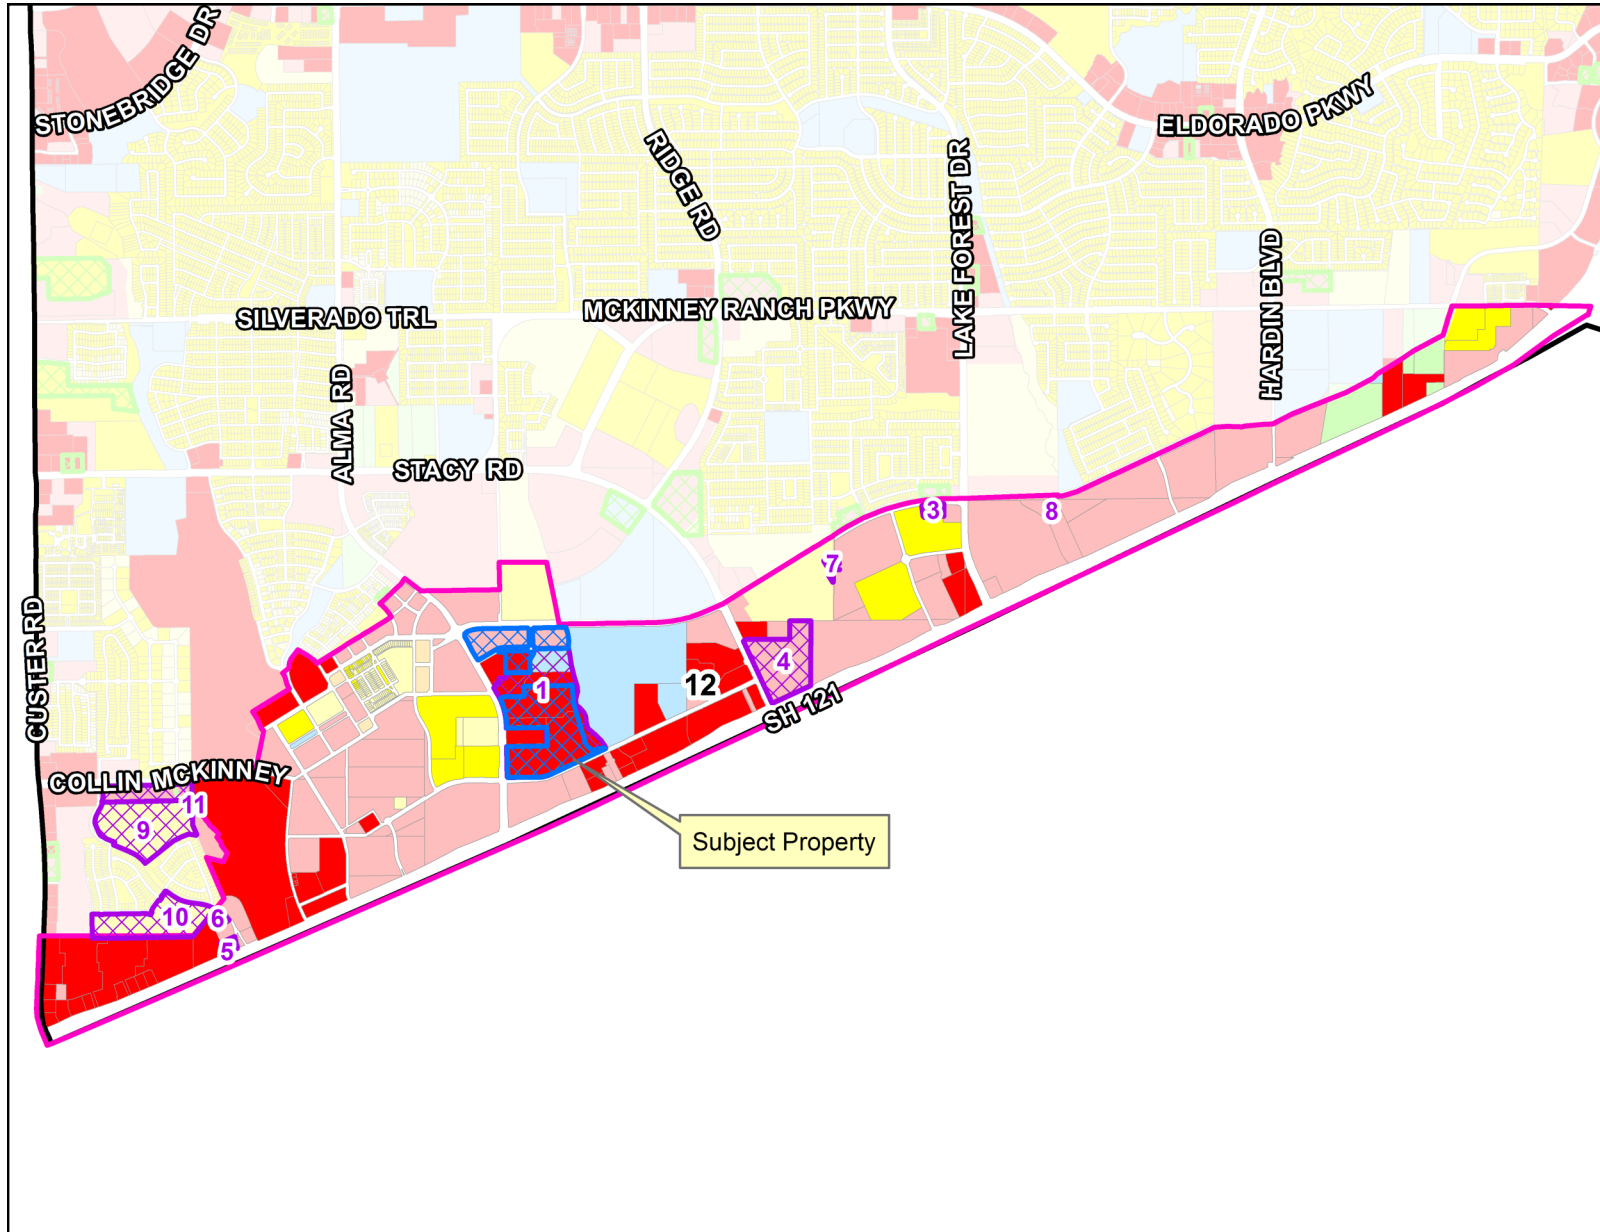 STONEBRIDGE DR
ELDORADO PKWY
RIDGE RD
LAKE FOREST DR
HARDIN BLVD
SILVERADO TRL
MCKINNEY RANCH PKWY
ALMA RD
STACY RD
3
8
7
CUSTER RD
4
12
1
SH 121
COLLIN MCKINNEY
11
9
Subject Property
10
6
5